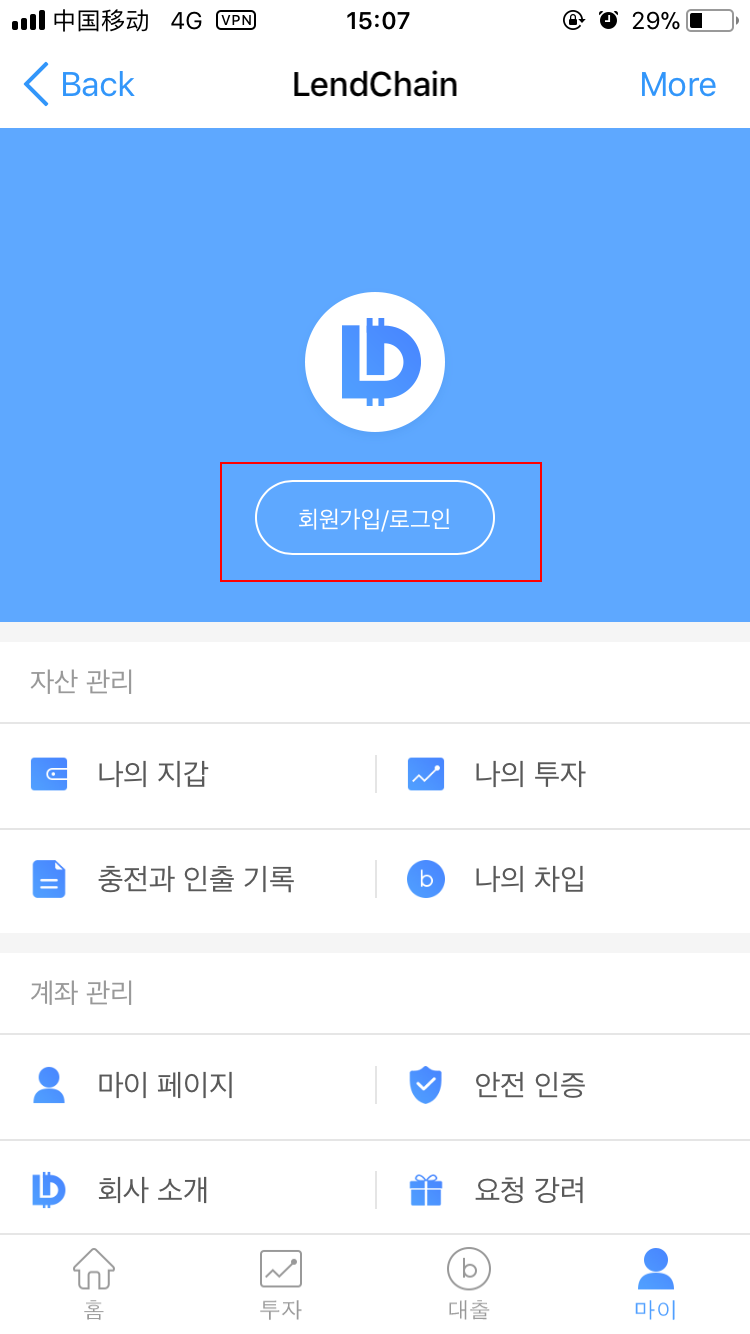 中国移动 4G VPN 15:07 29%
Back LendChain More
회원가입/로그인
자산 관리
나의 지갑 나의 투자
충전과 인출 기록 나의 차입
계좌 관리
마이 페이지 안전 인증
회사 소개 요청 강려
홈 투자 대출 마이